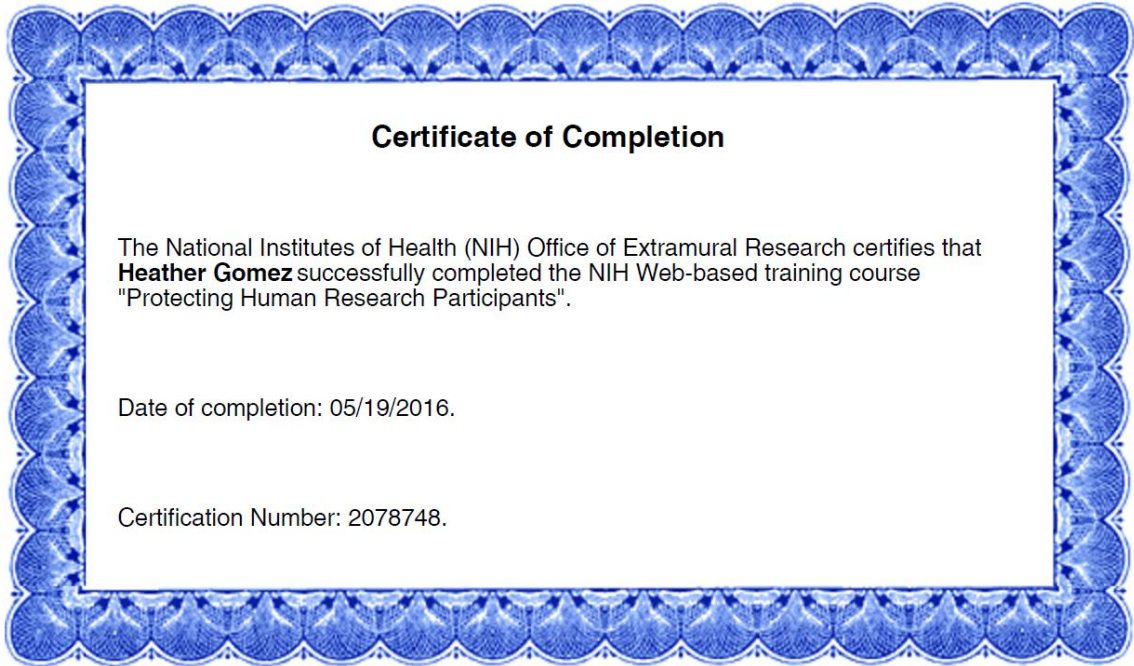 Certificate of Completion
The National Institutes of Health (NIH) Office of Extramural Research certifies that
Heather Gomez successfully completed the NIH Web-based training course
"Protecting Human Research Participants".
Date of completion: 05/19/2016.
Certification Number: 2078748.